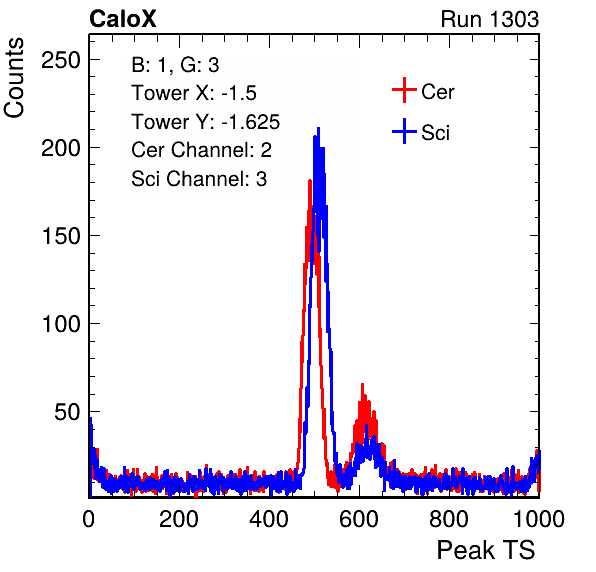 CaloX
Run 1303
Counts
250
200
150
100
50
B: 1, G: 3
Tower X: -1.5
Tower Y: -1.625
Cer Channel: 2
Sci Channel: 3
Cer
Sci
0
200
400
600
800
1000
Peak TS